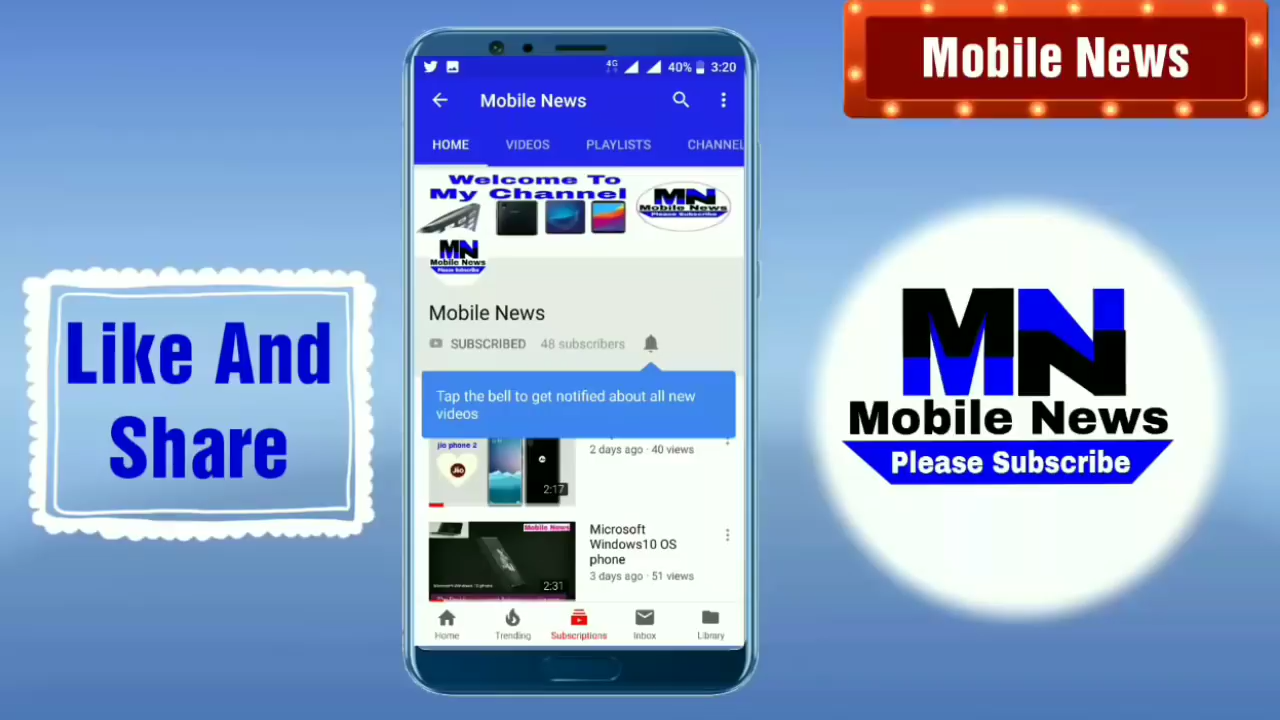 Mobile News
4G
40%
3:20
Mobile News
HOME
VIDEOS
PLAYLISTS
CHANNEL
Welcome To
My Channel
MN
Mobile News
Please Subscribe
MN
Mobile News
Please Subscribe
Mobile News
SUBSCRIBED
48 subscribers
Tap the bell to get notified about all new
videos
jio phone 2
Jio
2:17
2 days ago · 40 views
Mobile News
2:31
Microsoft
Windows10 OS
phone
3 days ago · 51 views
Home
Trending
Subscriptions
Inbox
Library
Like And
Share
MN
Mobile News
Please Subscribe